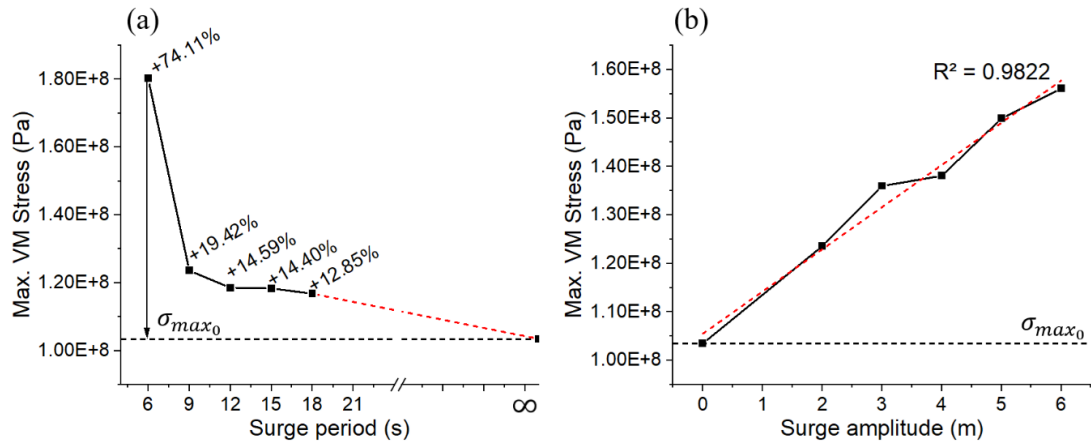 (a)
Max. VM Stress (Pa)
1.80E+8
1.60E+8
1.40E+8
1.20E+8
1.00E+8
+74.11%
+19.42%
+14.59%
+14.40%
+12.85%
σmax₀
6 9 12 15 18 21 ∞
Surge period (s)
(b)
Max. VM Stress (Pa)
1.60E+8
1.50E+8
1.40E+8
1.30E+8
1.20E+8
1.10E+8
1.00E+8
R² = 0.9822
σmax₀
0 1 2 3 4 5 6
Surge amplitude (m)